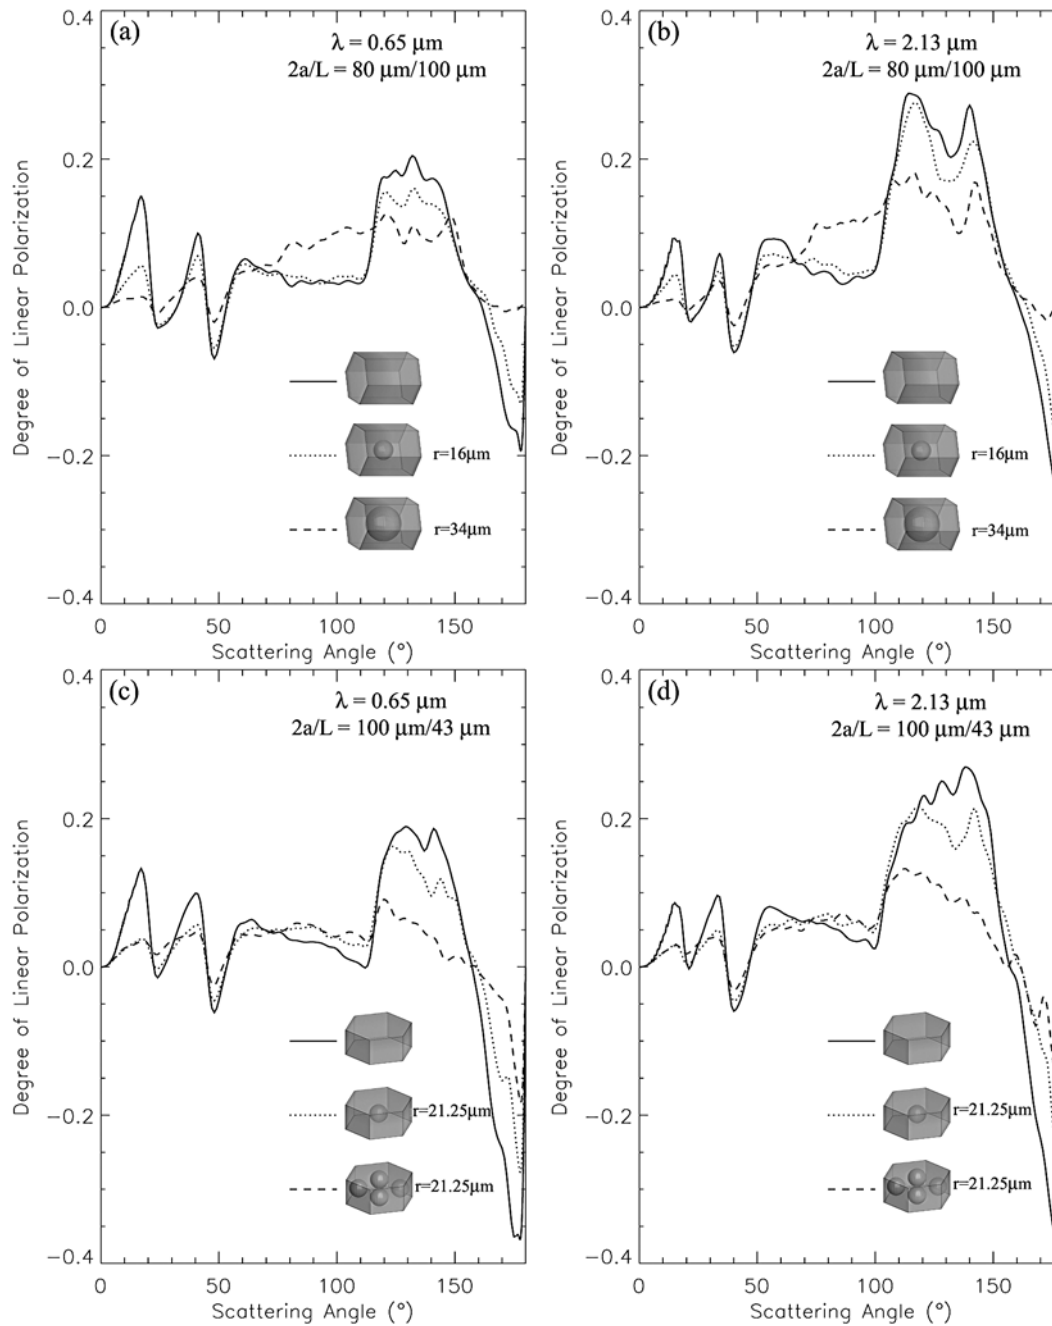 (a)
λ = 0.65 μm
2a/L = 80 μm/100 μm
Degree of Linear Polarization
0.4
0.2
0.0
−0.2
−0.4
r=16μm
r=34μm
0 50 100 150
Scattering Angle (°)
(b)
λ = 2.13 μm
2a/L = 80 μm/100 μm
Degree of Linear Polarization
0.4
0.2
0.0
−0.2
−0.4
r=16μm
r=34μm
0 50 100 150
Scattering Angle (°)
(c)
λ = 0.65 μm
2a/L = 100 μm/43 μm
Degree of Linear Polarization
0.4
0.2
0.0
−0.2
−0.4
r=21.25μm
r=21.25μm
0 50 100 150
Scattering Angle (°)
(d)
λ = 2.13 μm
2a/L = 100 μm/43 μm
Degree of Linear Polarization
0.4
0.2
0.0
−0.2
−0.4
r=21.25μm
r=21.25μm
0 50 100 150
Scattering Angle (°)